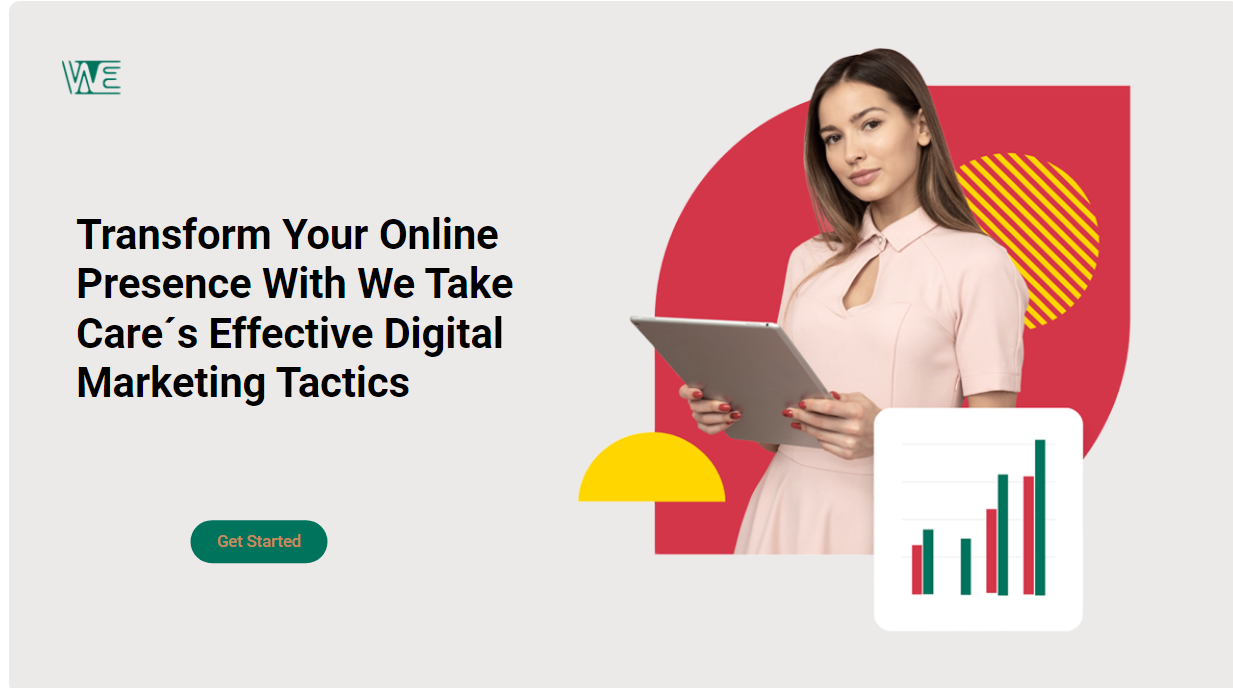 WE
Transform Your Online
Presence With We Take
Care´s Effective Digital
Marketing Tactics
Get Started